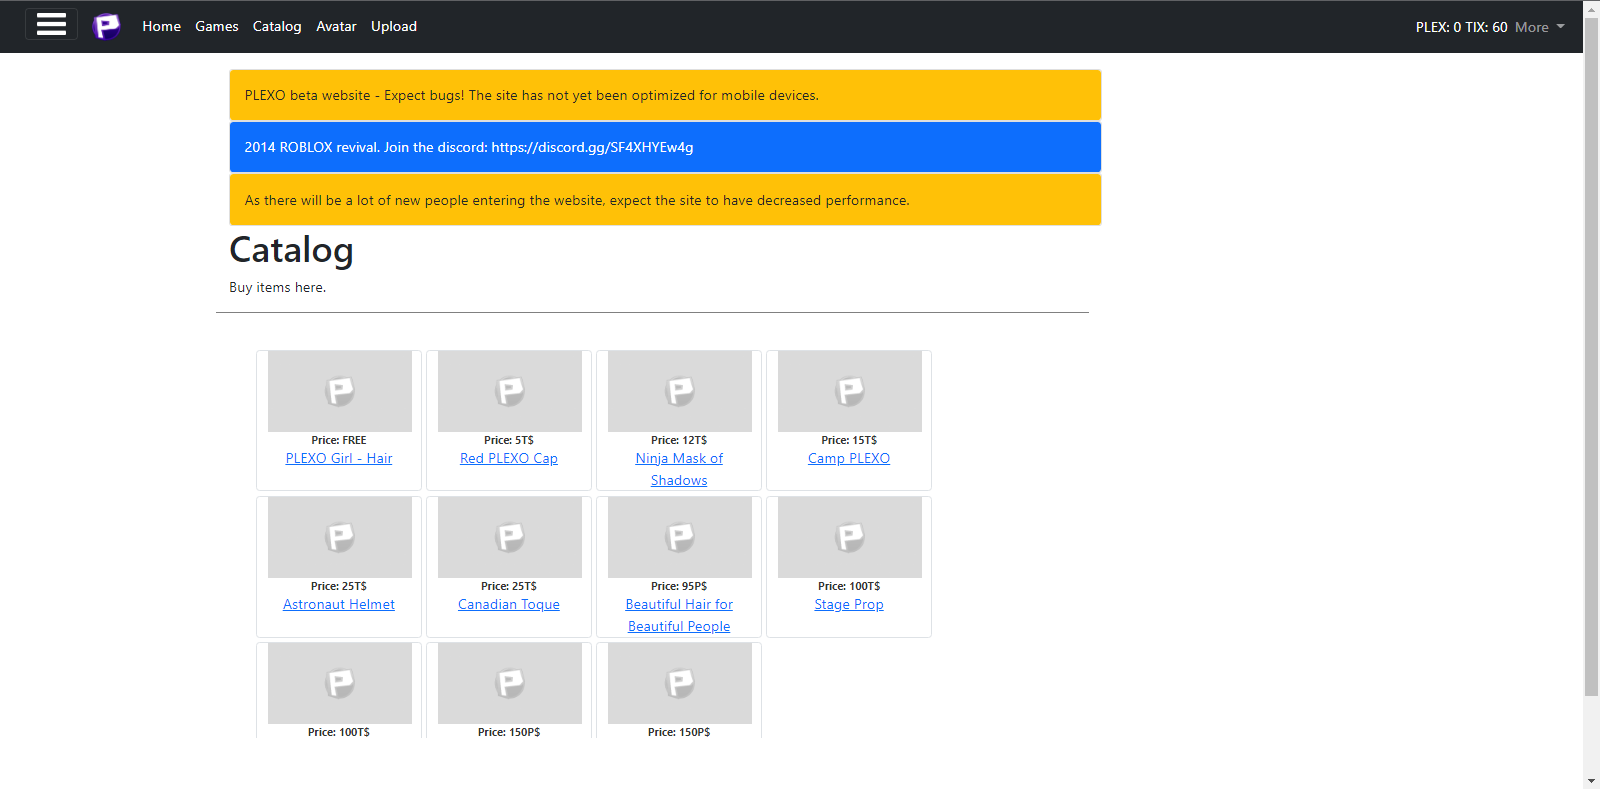 Home Games Catalog Avatar Upload PLEX: 0 TIX: 60 More
PLEXO beta website - Expect bugs! The site has not yet been optimized for mobile devices.
2014 ROBLOX revival. Join the discord: https://discord.gg/SF4XHYEw4g
As there will be a lot of new people entering the website, expect the site to have decreased performance.
Catalog
Buy items here.
Price: FREE
PLEXO Girl - Hair
Price: 5T$
Red PLEXO Cap
Price: 12T$
Ninja Mask of
Shadows
Price: 15T$
Camp PLEXO
Price: 25T$
Astronaut Helmet
Price: 25T$
Canadian Toque
Price: 95P$
Beautiful Hair for
Beautiful People
Price: 100T$
Stage Prop
Price: 100T$
Price: 150P$
Price: 150P$